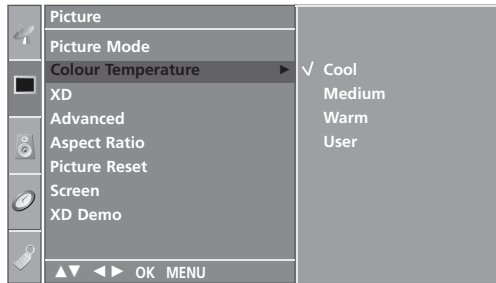 Picture
Picture Mode
Colour Temperature
XD
Advanced
Aspect Ratio
Picture Reset
Screen
XD Demo
OK MENU
Cool
Medium
Warm
User